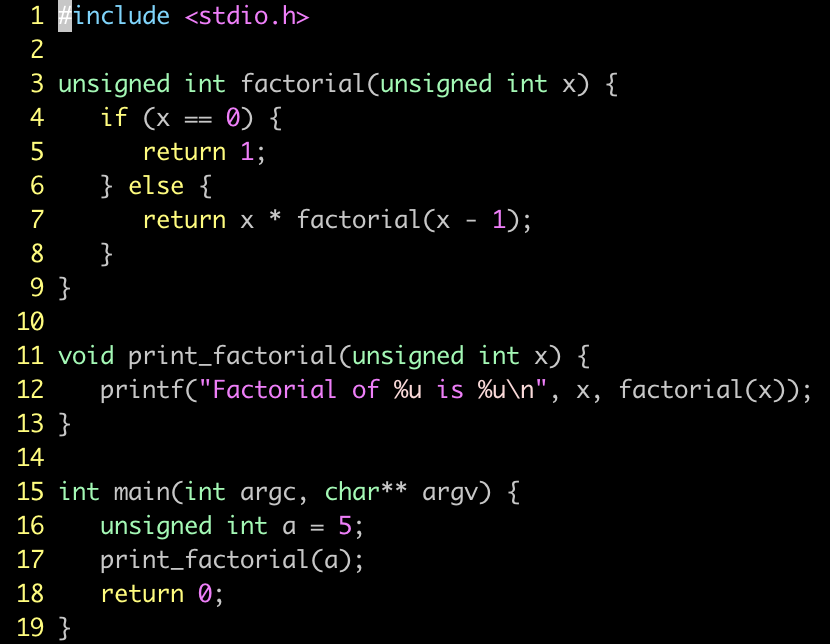 1 #include <stdio.h>
2
3 unsigned int factorial(unsigned int x) {
4    if (x == 0) {
5       return 1;
6    } else {
7       return x * factorial(x - 1);
8    }
9 }
10
11 void print_factorial(unsigned int x) {
12    printf("Factorial of %u is %u\n", x, factorial(x));
13 }
14
15 int main(int argc, char** argv) {
16    unsigned int a = 5;
17    print_factorial(a);
18    return 0;
19 }